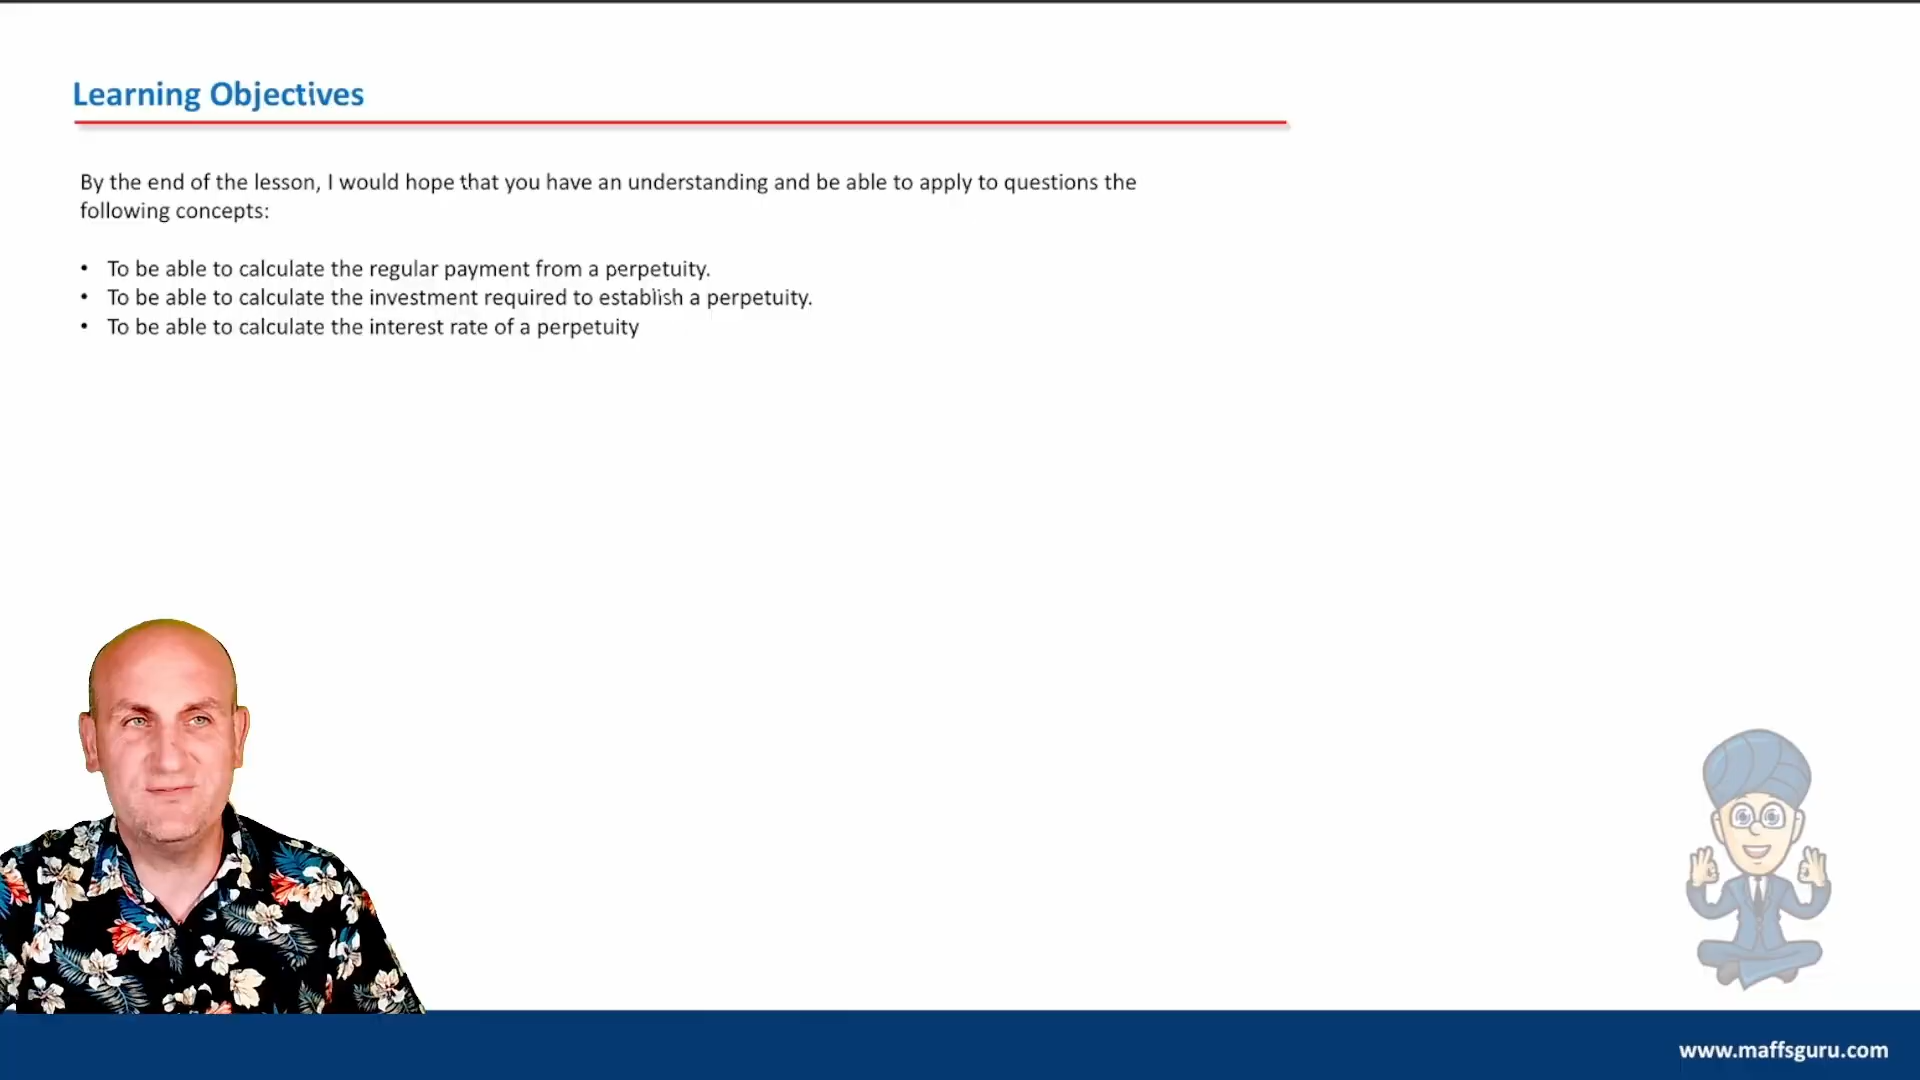 Learning Objectives
By the end of the lesson, I would hope that you have an understanding and be able to apply to questions the
following concepts:
• To be able to calculate the regular payment from a perpetuity.
• To be able to calculate the investment required to establish a perpetuity.
• To be able to calculate the interest rate of a perpetuity
www.maffsguru.com